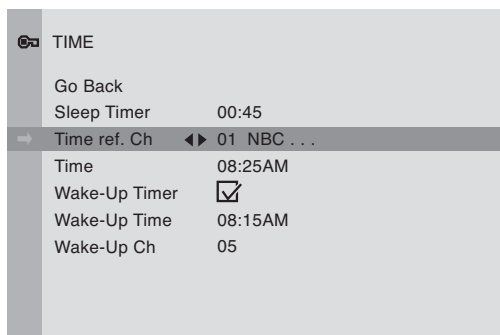 TIME
Go Back
Sleep Timer 00:45
Time ref. Ch 01 NBC . . .
Time 08:25AM
Wake-Up Timer
Wake-Up Time 08:15AM
Wake-Up Ch 05